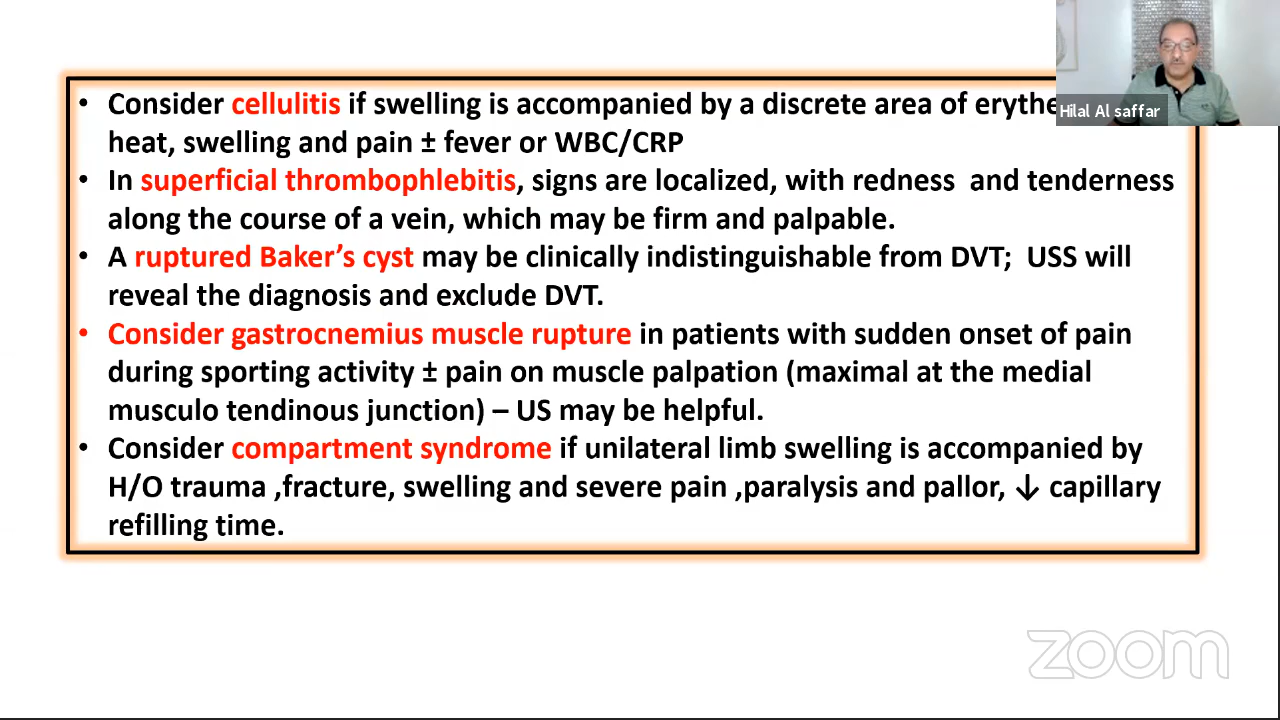 • Consider cellulitis if swelling is accompanied by a discrete area of
heat, swelling and pain ± fever or WBC/CRP
• In superficial thrombophlebitis, signs are localized, with redness and tenderness
along the course of a vein, which may be firm and palpable.
• A ruptured Baker’s cyst may be clinically indistinguishable from DVT; USS will
reveal the diagnosis and exclude DVT.
• Consider gastrocnemius muscle rupture in patients with sudden onset of pain
during sporting activity ± pain on muscle palpation (maximal at the medial
musculo tendinous junction) – US may be helpful.
• Consider compartment syndrome if unilateral limb swelling is accompanied by
H/O trauma ,fracture, swelling and severe pain ,paralysis and pallor, ↓ capillary
refilling time.
Hilal Al saffar
zoom